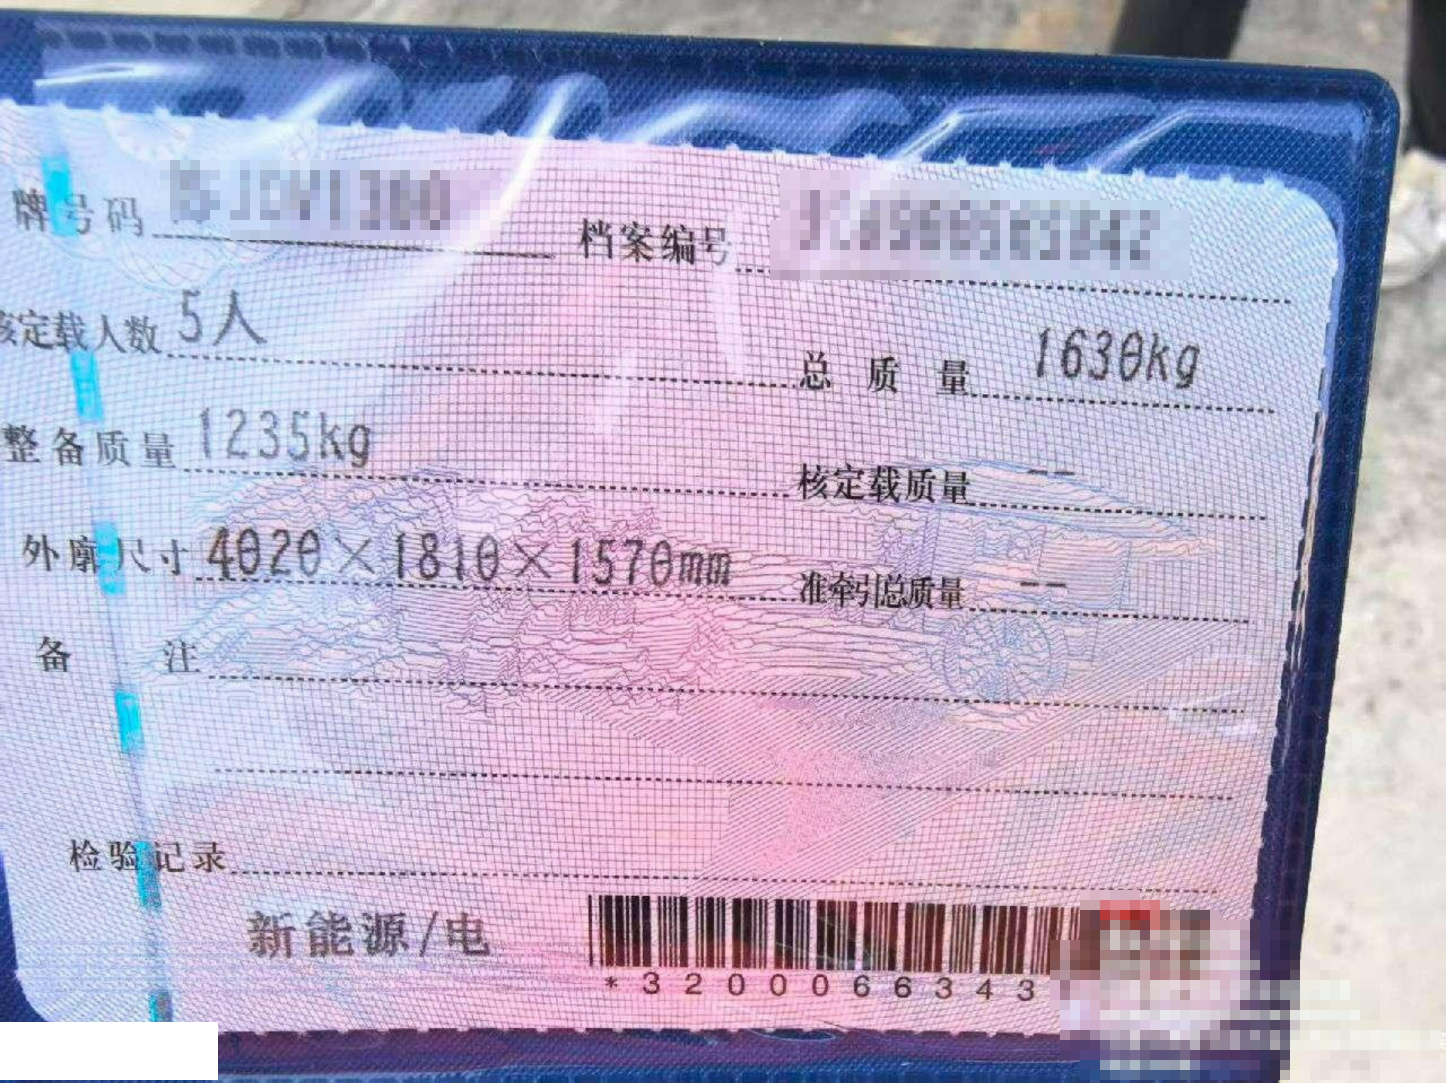 牌号码 档案编号
核定载人数 5人 总质量 1630kg
整备质量 1235kg 核定载质量 --
外廓尺寸 4020×1810×1570mm 准牵引总质量 --
备注
检验记录
新能源/电
*3200066343